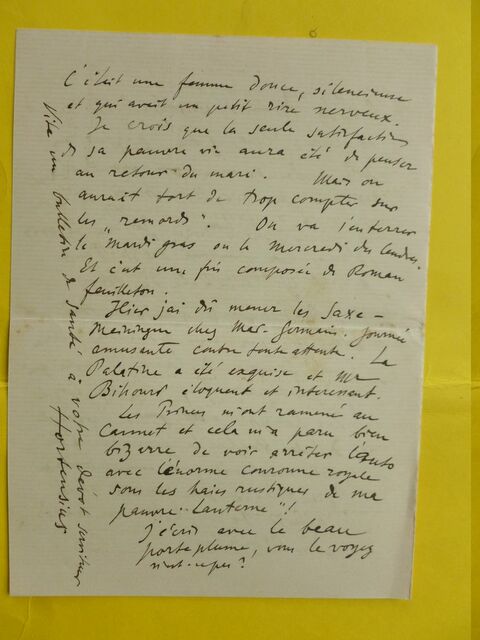 C'était une femme douce, silencieuse
et qui avait un petit rire nerveux.
Je crois que la seule satisfaction
de sa pauvre vie aura été de penser
au retour du mari. Mais on
aurait tort de trop compter sur
les "remords". On va l'enterrer
le Mardi gras ou le Mercredi des Cendres.
Et c'est une fin composée de Roman
feuilleton.
Hier j'ai dû mener les Saxe-
Meiningen chez Mac-Gormain. Journée
amusante contre toute attente. La
Palatine a été exquise et Mr
éloquent et intéressant.
Les Princes m'ont ramené au
Cannet et cela m'a paru bien
bizarre de voir arrêter l'auto
avec l'énorme couronne royale
sous les haies rustiques de ma
pauvre "Lanterne"!
J'écris avec le beau
porte plume, vous le voyez
n'est-ce pas?
Vite un bulletin de santé à votre dévot serviteur
Hortensius